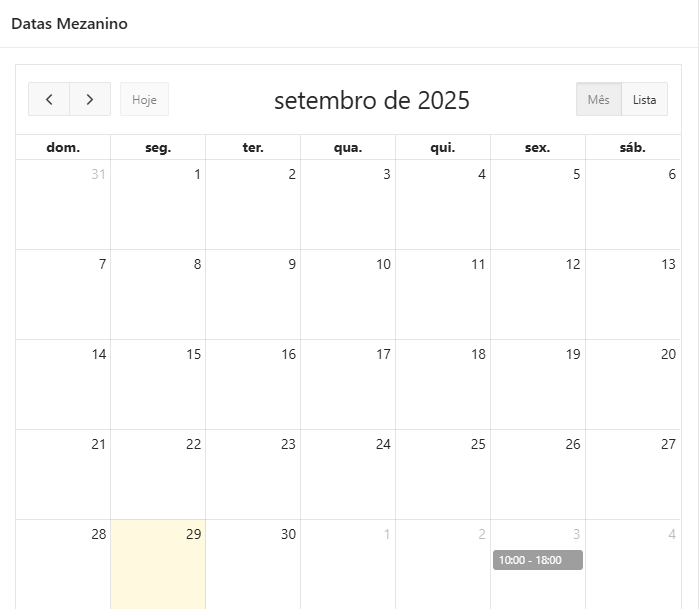 Datas Mezanino
Hoje
setembro de 2025
Mês Lista
dom. seg. ter. qua. qui. sex. sáb.
31 1 2 3 4 5 6
7 8 9 10 11 12 13
14 15 16 17 18 19 20
21 22 23 24 25 26 27
28 29 30 1 2 3 4
10:00 - 18:00